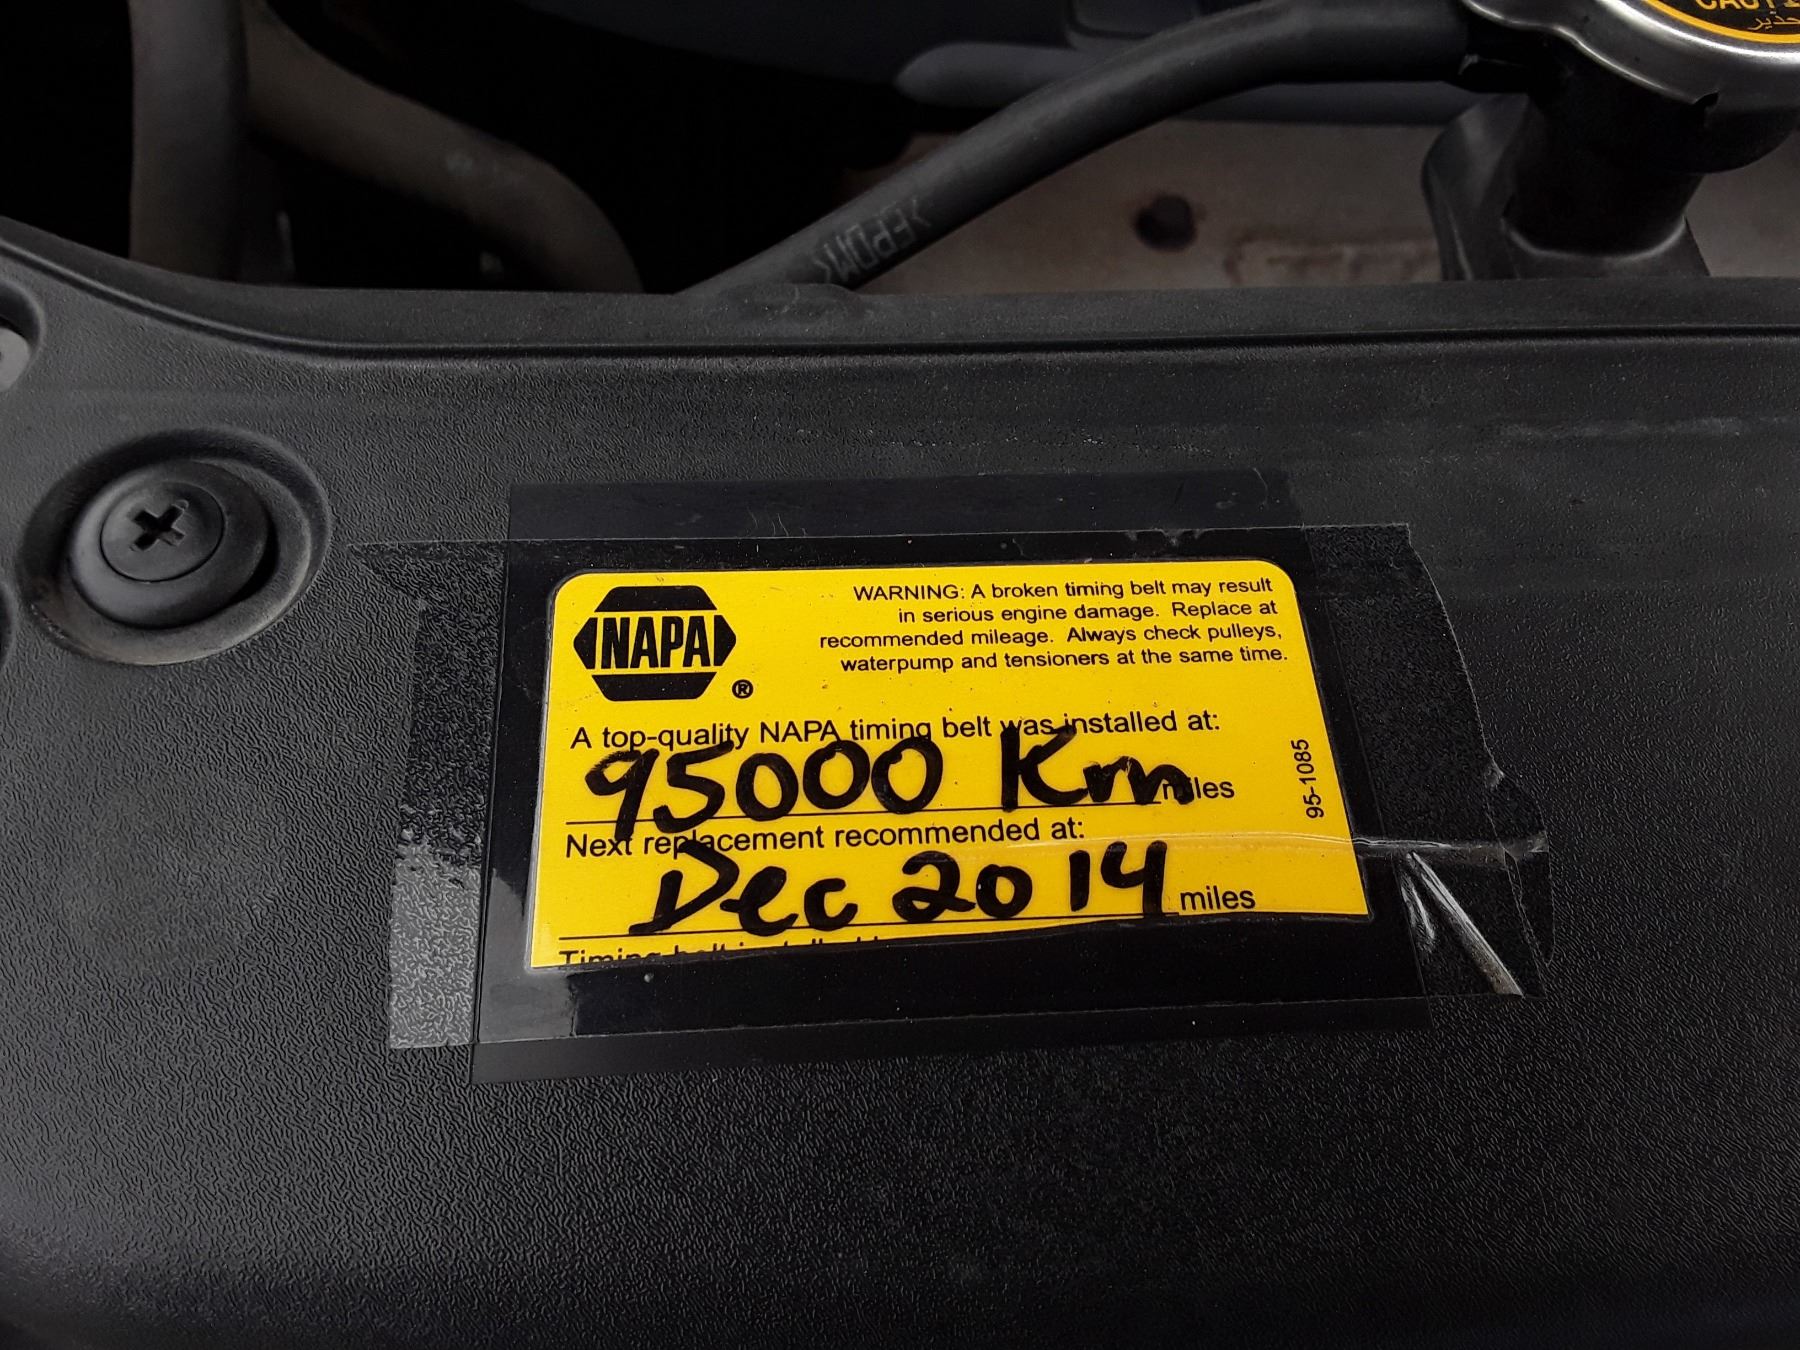 CAUTI
تحذير
>EPDM<
NAPA®
WARNING: A broken timing belt may result
in serious engine damage. Replace at
recommended mileage. Always check pulleys,
waterpump and tensioners at the same time.
A top-quality NAPA timing belt was installed at:
95000 Km miles
Next replacement recommended at:
Dec 2014 miles
95-1085